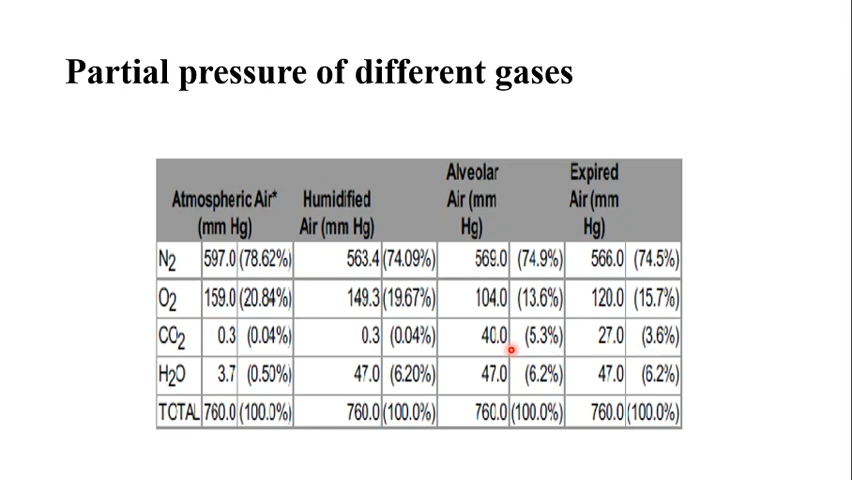 Partial pressure of different gases
Atmospheric Air* (mm Hg) Humidified Air (mm Hg) Alveolar Air (mm Hg) Expired Air (mm Hg)
N2 597.0 (78.62%) 563.4 (74.09%) 569.0 (74.9%) 566.0 (74.5%)
O2 159.0 (20.84%) 149.3 (19.67%) 104.0 (13.6%) 120.0 (15.7%)
CO2 0.3 (0.04%) 0.3 (0.04%) 40.0 (5.3%) 27.0 (3.6%)
H2O 3.7 (0.50%) 47.0 (6.20%) 47.0 (6.2%) 47.0 (6.2%)
TOTAL 760.0 (100.0%) 760.0 (100.0%) 760.0 (100.0%) 760.0 (100.0%)